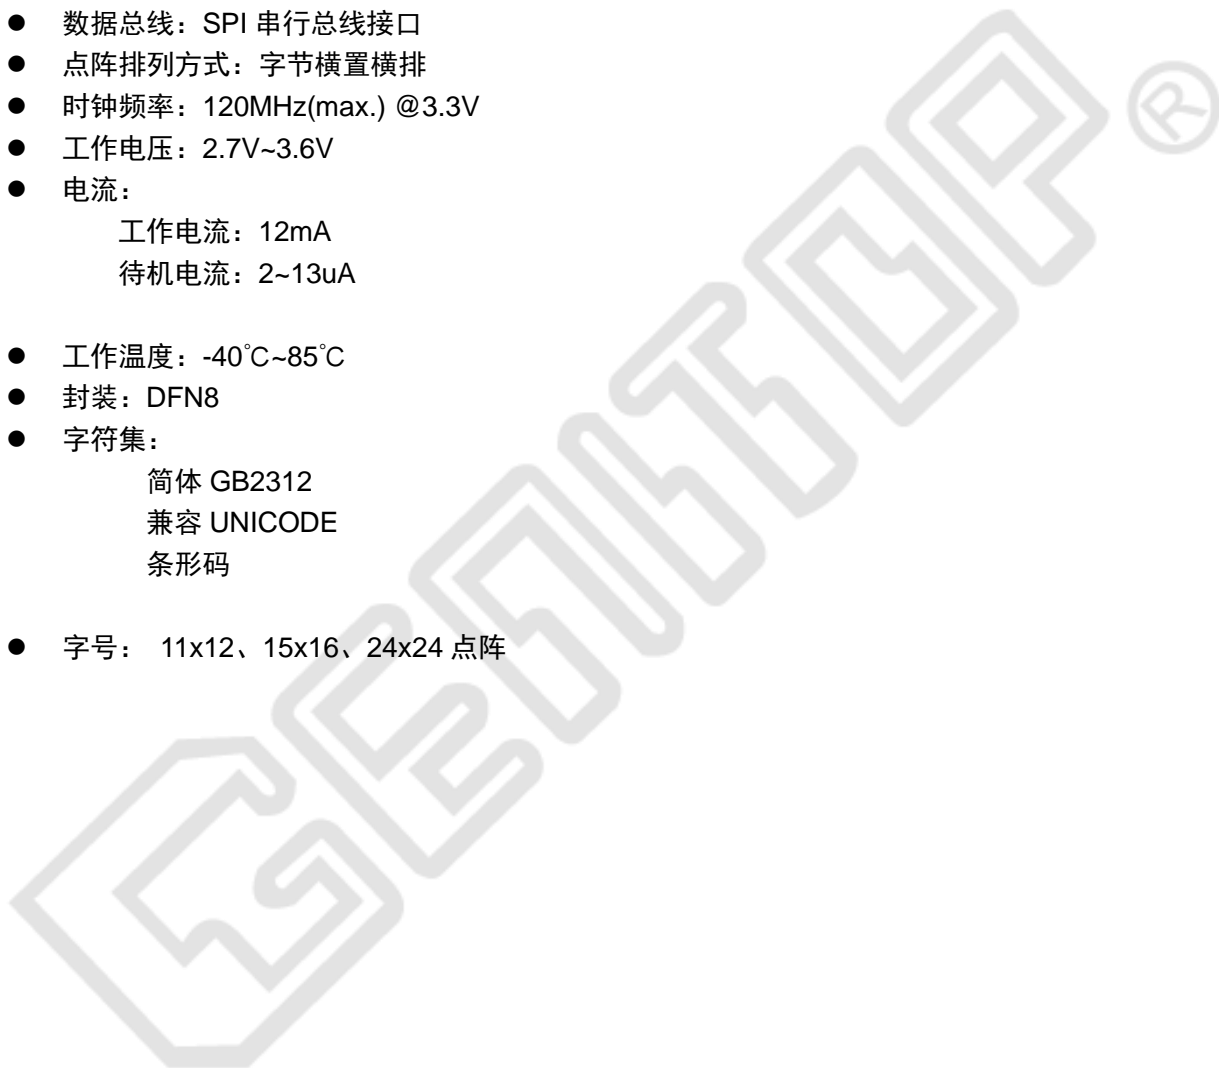 ● 数据总线：SPI 串行总线接口
● 点阵排列方式：字节横置横排
● 时钟频率：120MHz(max.) @3.3V
● 工作电压：2.7V~3.6V
● 电流：
工作电流：12mA
待机电流：2~13uA
● 工作温度：-40℃~85℃
● 封装：DFN8
● 字符集：
简体 GB2312
兼容 UNICODE
条形码
● 字号： 11x12、15x16、24x24 点阵
GENITOP®